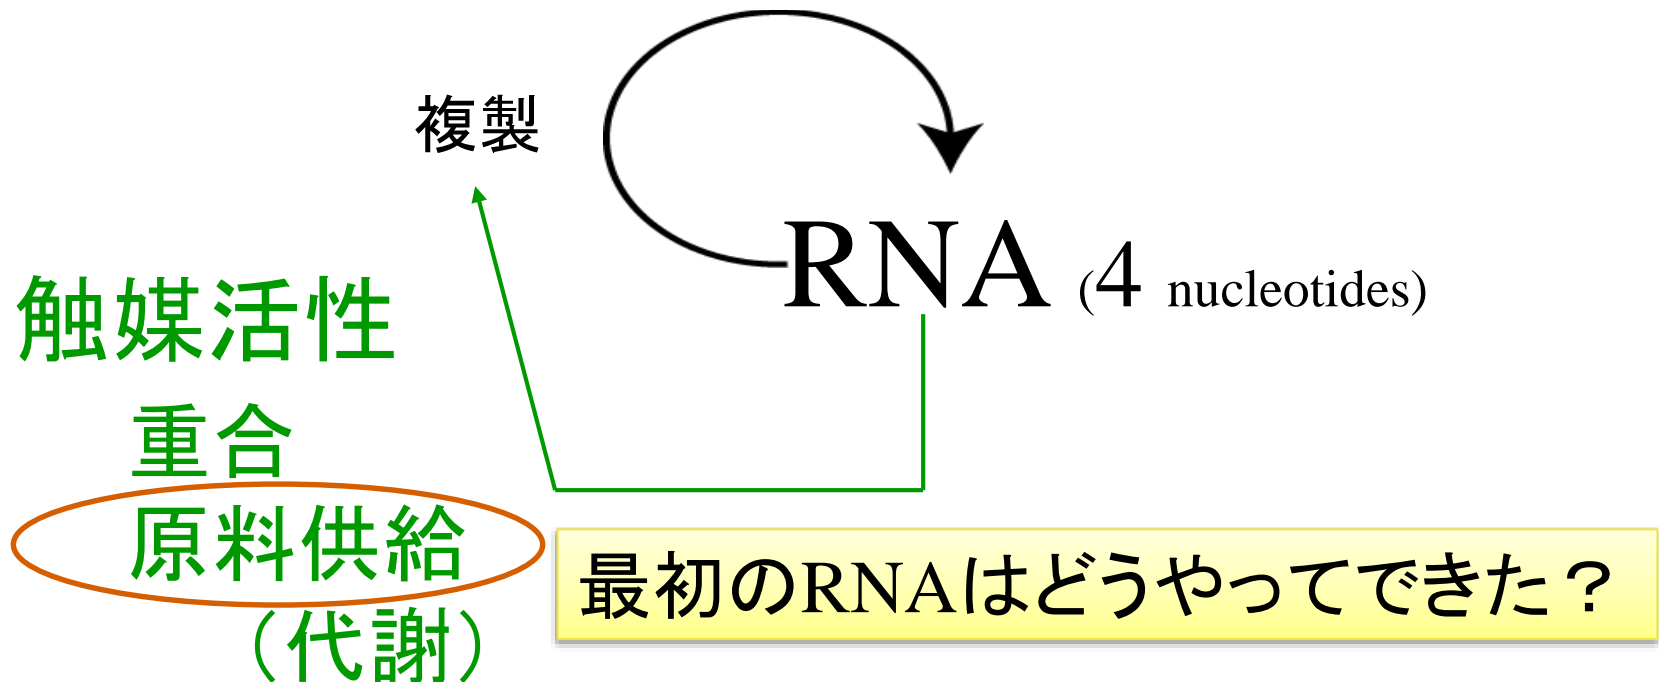 複製
RNA (4 nucleotides)
触媒活性
重合
原料供給
（代謝）
最初のRNAはどうやってできた？